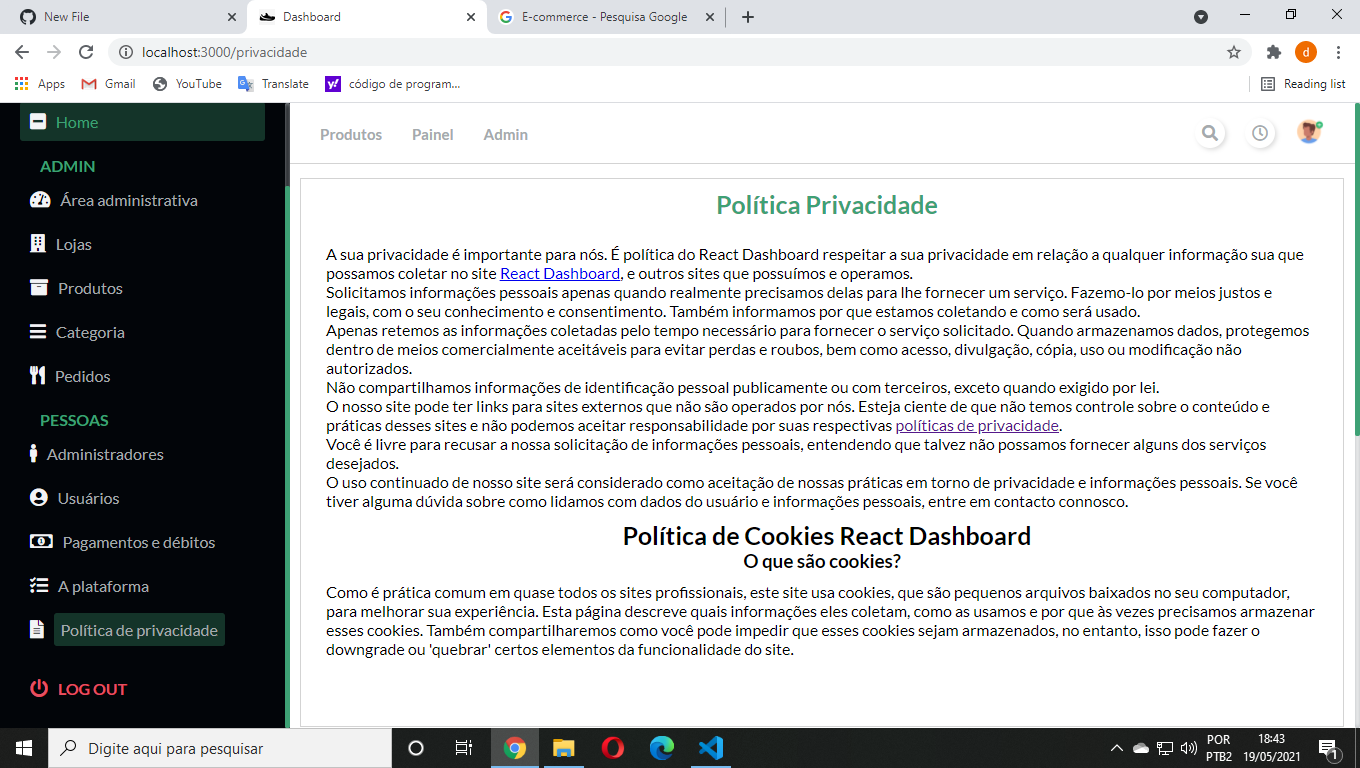 New File
Dashboard
E-commerce - Pesquisa Google
localhost:3000/privacidade
d
Apps
Gmail
YouTube
Translate
código de program...
Reading list
Home
ADMIN
Área administrativa
Lojas
Produtos
Categoria
Pedidos
PESSOAS
Administradores
Usuários
Pagamentos e débitos
A plataforma
Política de privacidade
LOG OUT
Produtos
Painel
Admin
Política Privacidade
A sua privacidade é importante para nós. É política do React Dashboard respeitar a sua privacidade em relação a qualquer informação sua que
possamos coletar no site React Dashboard, e outros sites que possuímos e operamos.
Solicitamos informações pessoais apenas quando realmente precisamos delas para lhe fornecer um serviço. Fazemo-lo por meios justos e
legais, com o seu conhecimento e consentimento. Também informamos por que estamos coletando e como será usado.
Apenas retemos as informações coletadas pelo tempo necessário para fornecer o serviço solicitado. Quando armazenamos dados, protegemos
dentro de meios comercialmente aceitáveis para evitar perdas e roubos, bem como acesso, divulgação, cópia, uso ou modificação não
autorizados.
Não compartilhamos informações de identificação pessoal publicamente ou com terceiros, exceto quando exigido por lei.
O nosso site pode ter links para sites externos que não são operados por nós. Esteja ciente de que não temos controle sobre o conteúdo e
práticas desses sites e não podemos aceitar responsabilidade por suas respectivas políticas de privacidade.
Você é livre para recusar a nossa solicitação de informações pessoais, entendendo que talvez não possamos fornecer alguns dos serviços
desejados.
O uso continuado de nosso site será considerado como aceitação de nossas práticas em torno de privacidade e informações pessoais. Se você
tiver alguma dúvida sobre como lidamos com dados do usuário e informações pessoais, entre em contacto connosco.
Política de Cookies React Dashboard
O que são cookies?
Como é prática comum em quase todos os sites profissionais, este site usa cookies, que são pequenos arquivos baixados no seu computador,
para melhorar sua experiência. Esta página descreve quais informações eles coletam, como as usamos e por que às vezes precisamos armazenar
esses cookies. Também compartilharemos como você pode impedir que esses cookies sejam armazenados, no entanto, isso pode fazer o
downgrade ou 'quebrar' certos elementos da funcionalidade do site.
Digite aqui para pesquisar
POR
PTB2
18:43
19/05/2021
1